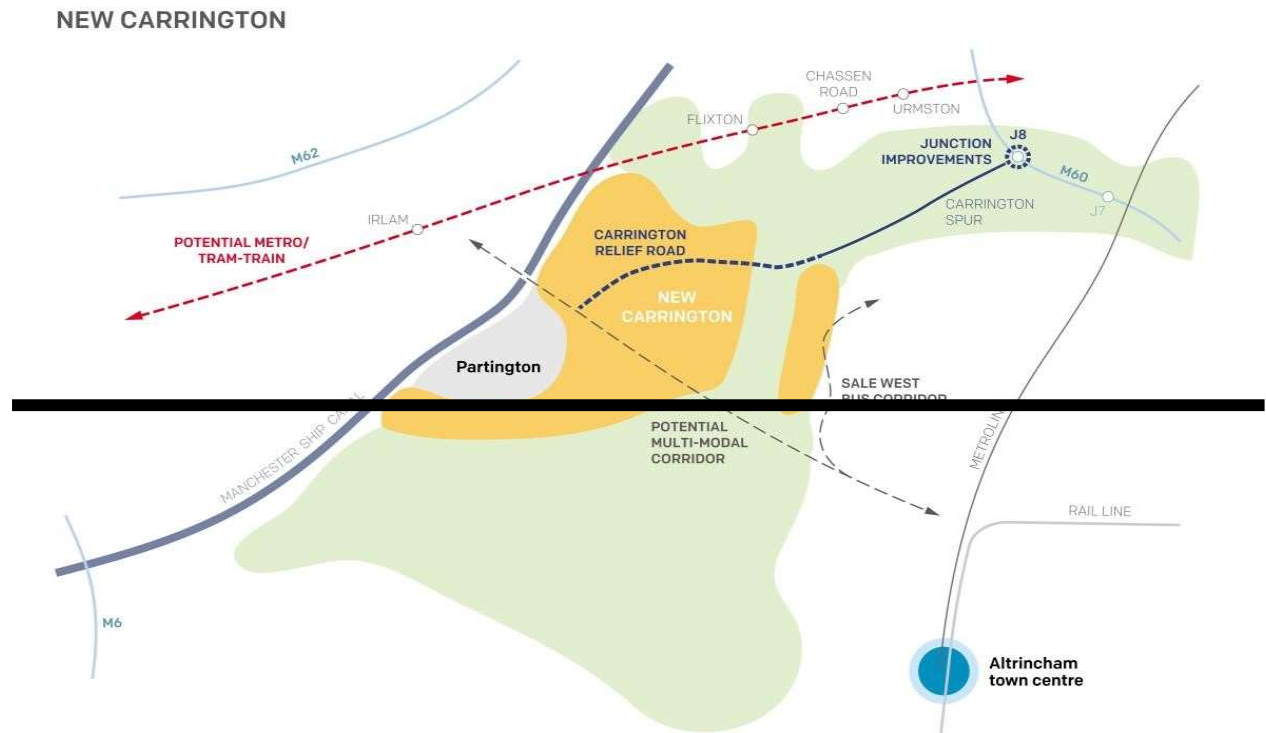 NEW CARRINGTON
CHASSEN
ROAD
URMSTON
FLIXTON
J8
JUNCTION
IMPROVEMENTS
M62
M60
J7
CARRINGTON
SPUR
IRLAM
POTENTIAL METRO/
TRAM-TRAIN
CARRINGTON
RELIEF ROAD
NEW
CARRINGTON
Partington
SALE WEST
BUS CORRIDOR
MANCHESTER SHIP CANAL
POTENTIAL
MULTI-MODAL
CORRIDOR
RAIL LINE
M6
Altrincham
town centre